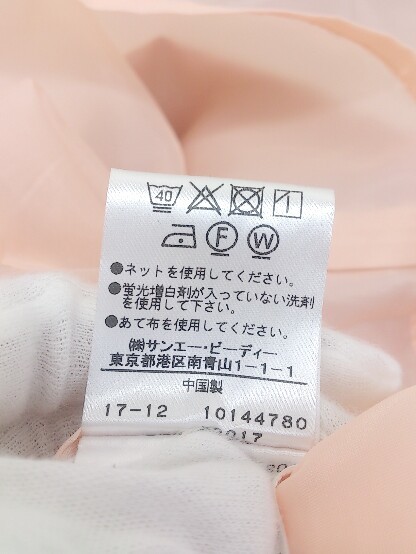 40
F W
●ネットを使用してください。
●蛍光増白剤が入っていない洗剤
を使用して下さい。
●あて布を使用してください。
㈱サンエー・ビーディー
東京都港区南青山1-1-1
中国製
17-12 10144780